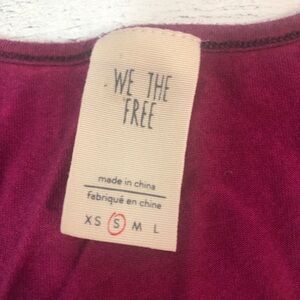 WE THE
FREE
made in china
fabriqué en chine
XS S M L